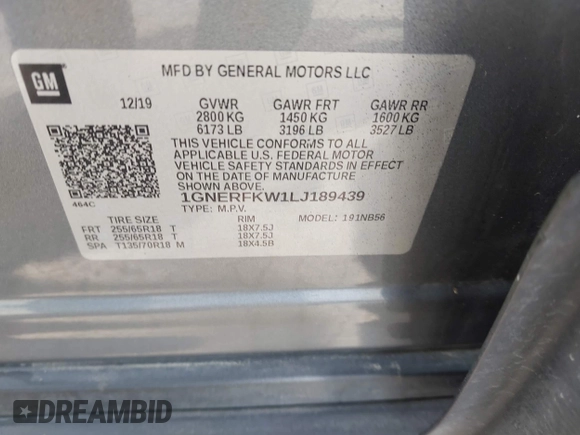 GM
MFD BY GENERAL MOTORS LLC
12/19 GVWR GAWR FRT GAWR RR
2800 KG 1450 KG 1600 KG
6173 LB 3196 LB 3527 LB
THIS VEHICLE CONFORMS TO ALL
APPLICABLE U.S. FEDERAL MOTOR
VEHICLE SAFETY STANDARDS IN EFFECT
ON THE DATE OF MANUFACTURE
SHOWN ABOVE.
464C 1GNERFKW1LJ189439
TYPE: M.P.V. MODEL: 191NB56
TIRE SIZE RIM
FRT 255/65R18 T 18X7.5J
RR 255/65R18 T 18X7.5J
SPA T135/70R18 M 18X4.5B
DREAMBID